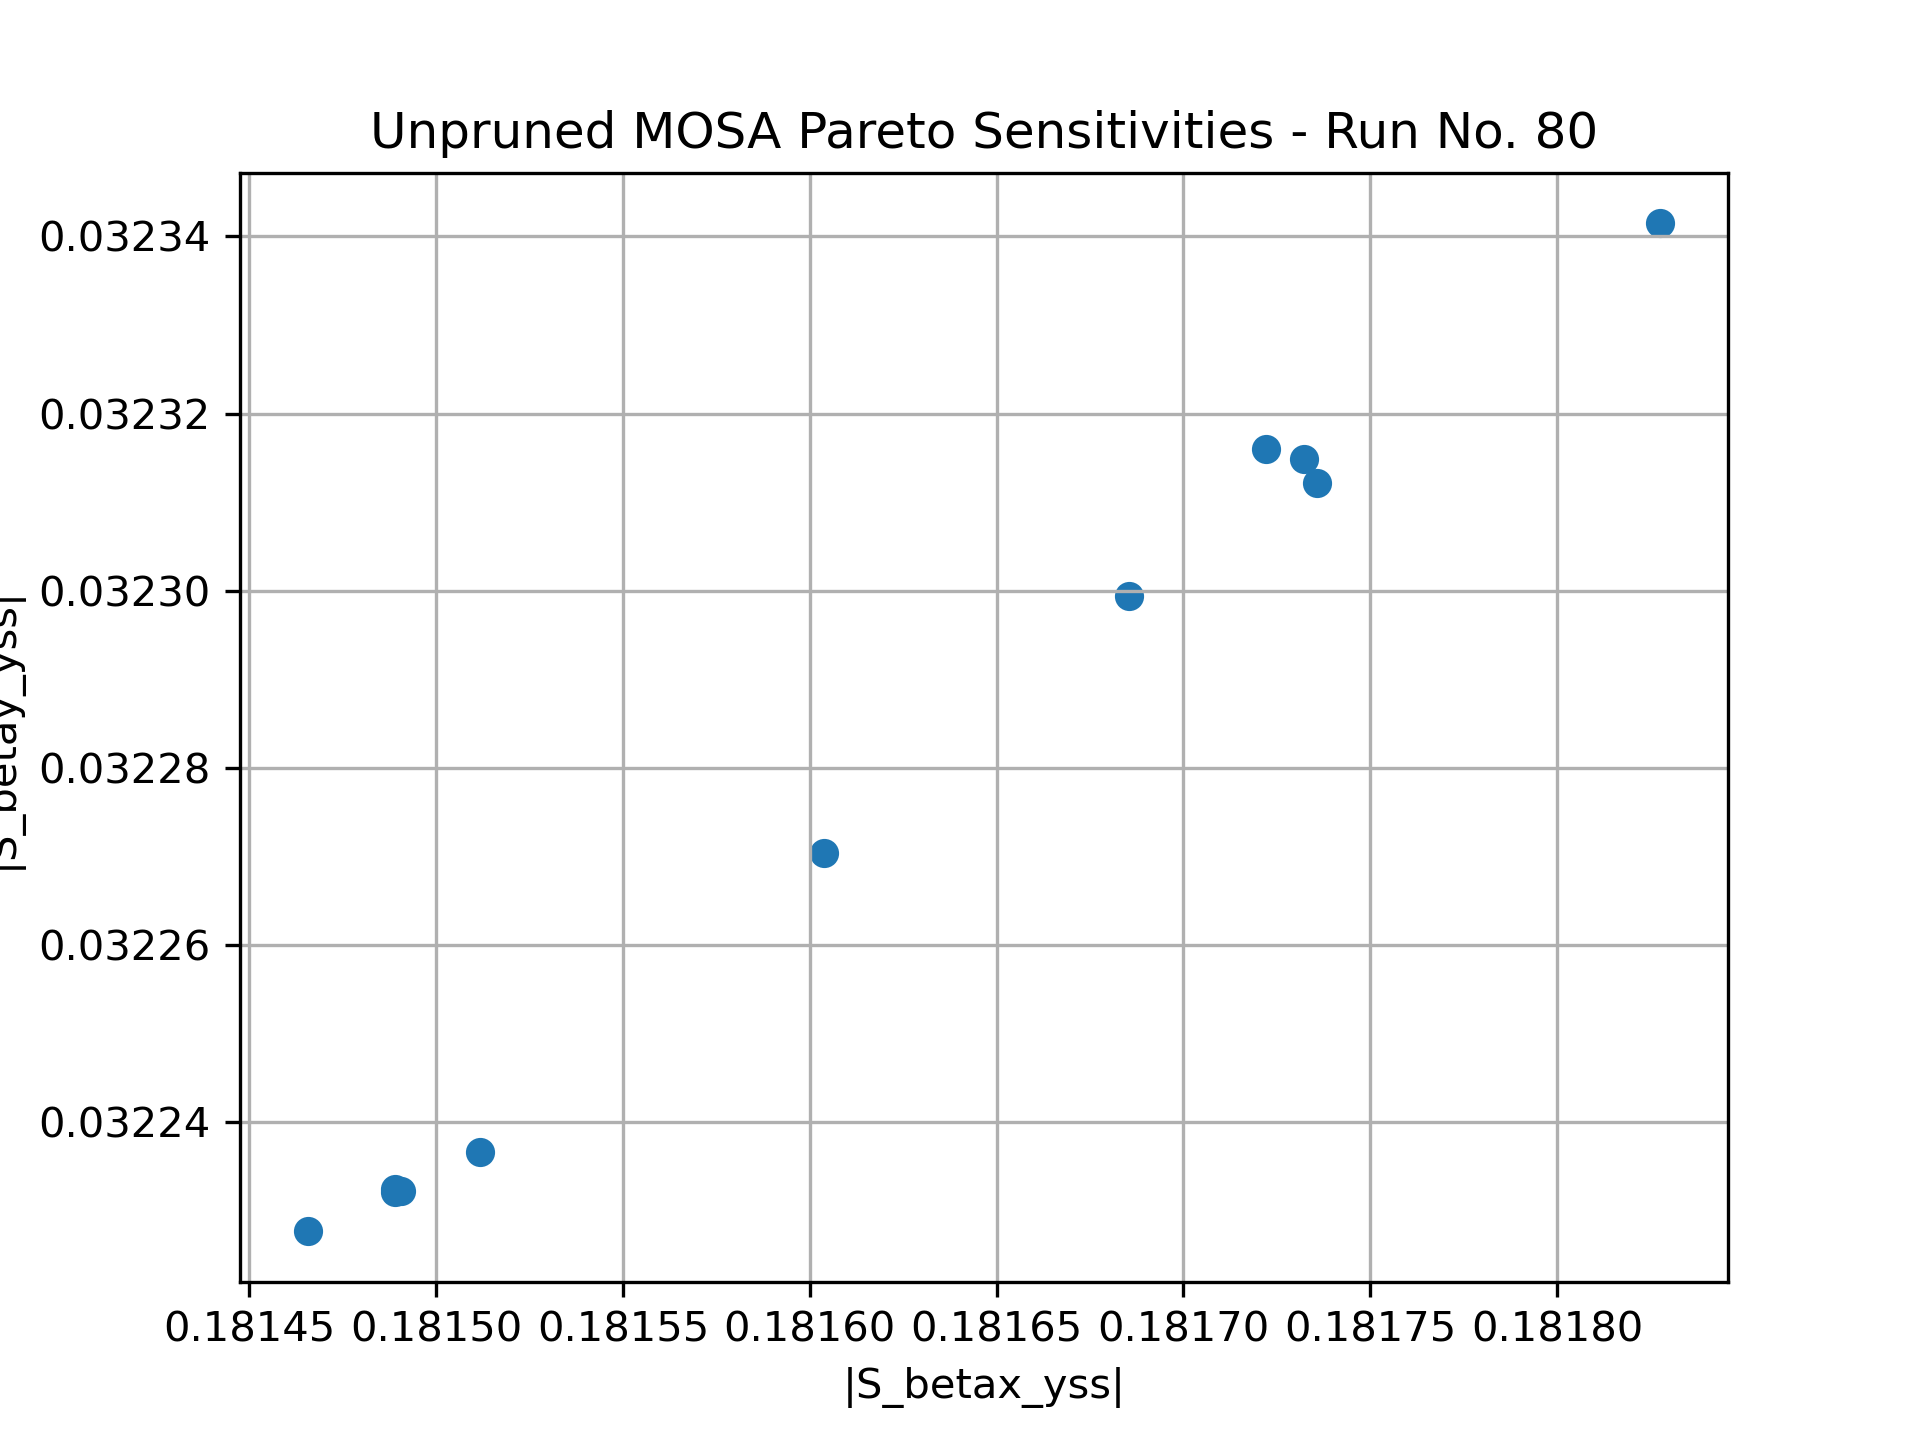 Unpruned MOSA Pareto Sensitivities - Run No. 80
0.03234
0.03232
0.03230
0.03228
0.03226
0.03224
|S_betay_yss|
0.18145 0.18150 0.18155 0.18160 0.18165 0.18170 0.18175 0.18180
|S_betax_yss|